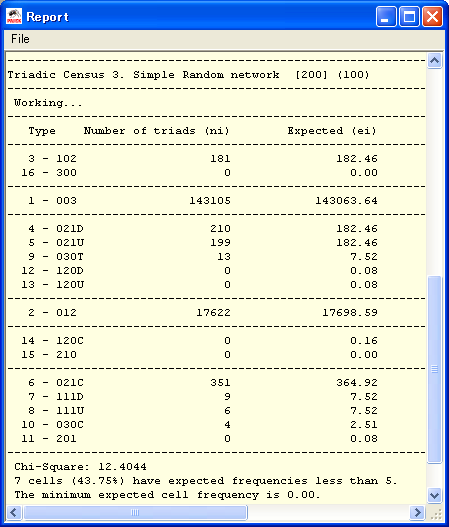 Report
File
Triadic Census 3. Simple Random network [200] (100)
Working...
Type Number of triads (ni) Expected (ei)
3 - 102 181 182.46
16 - 300 0 0.00
1 - 003 143105 143063.64
4 - 021D 210 182.46
5 - 021U 199 182.46
9 - 030T 13 7.52
12 - 120D 0 0.08
13 - 120U 0 0.08
2 - 012 17622 17698.59
14 - 120C 0 0.16
15 - 210 0 0.00
6 - 021C 351 364.92
7 - 111D 9 7.52
8 - 111U 6 7.52
10 - 030C 4 2.51
11 - 201 0 0.08
Chi-Square: 12.4044
7 cells (43.75%) have expected frequencies less than 5.
The minimum expected cell frequency is 0.00.